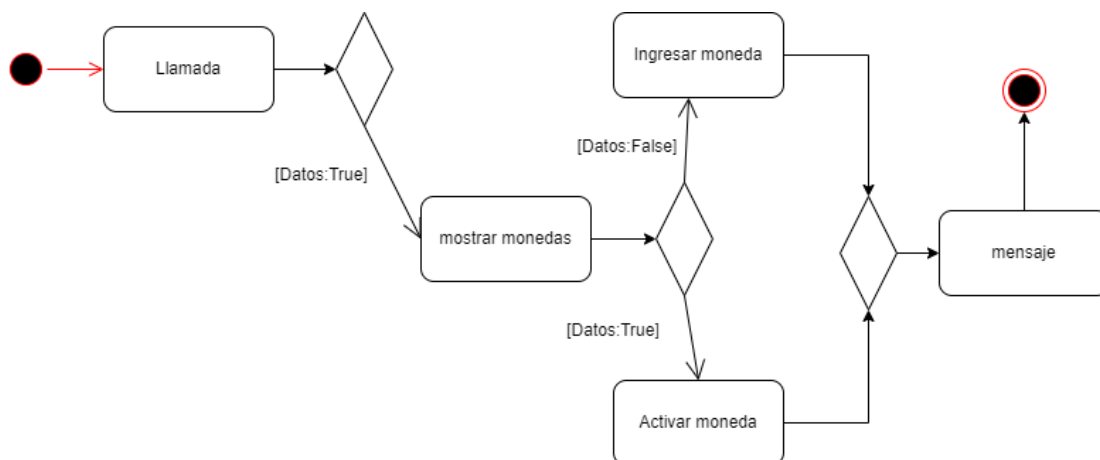 Llamada
[Datos:True]
mostrar monedas
Ingresar moneda
[Datos:False]
[Datos:True]
Activar moneda
mensaje